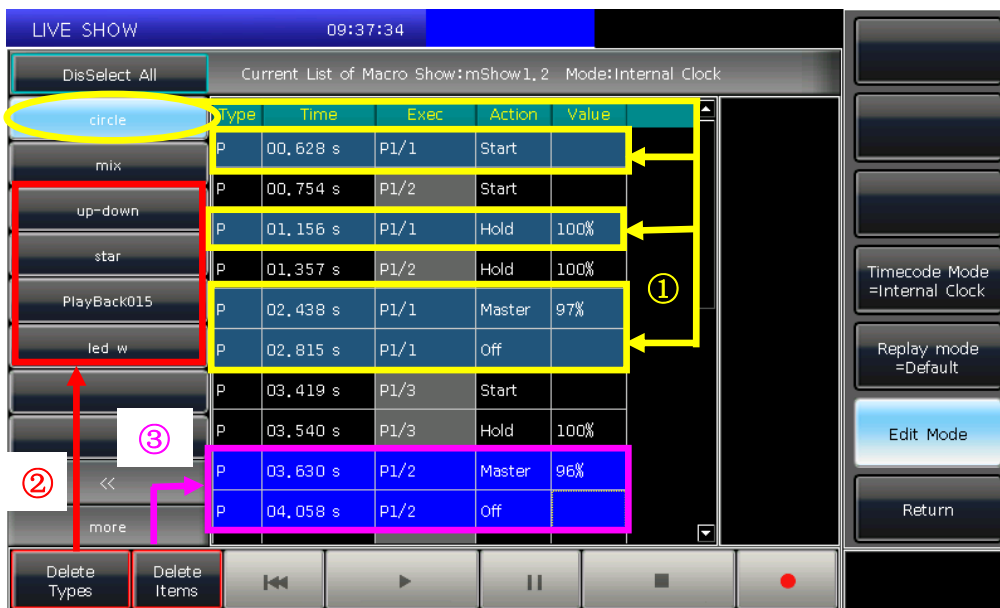 LIVE SHOW 09:37:34
DisSelect All
Current List of Macro Show:mShow1.2 Mode:Internal Clock
circle
mix
up-down
star
PlayBack015
led w
<<
more
Type Time Exec Action Value
P 00.628 s P1/1 Start
P 00.754 s P1/2 Start
P 01.156 s P1/1 Hold 100%
P 01.357 s P1/2 Hold 100%
P 02.438 s P1/1 Master 97%
P 02.815 s P1/1 Off
P 03.419 s P1/3 Start
P 03.540 s P1/3 Hold 100%
P 03.630 s P1/2 Master 96%
P 04.058 s P1/2 Off
①
②
③
Timecode Mode
=Internal Clock
Replay mode
=Default
Edit Mode
Return
Delete
Types
Delete
Items